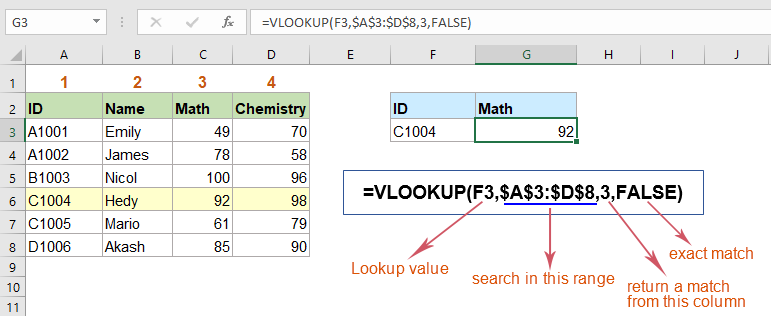 G3 fx =VLOOKUP(F3,$A$3:$D$8,3,FALSE)
A B C D E F G H I J
1 1 2 3 4
2 ID Name Math Chemistry ID Math
3 A1001 Emily 49 70 C1004 92
4 A1002 James 78 58
5 B1003 Nicol 100 96
6 C1004 Hedy 92 98
7 C1005 Mario 61 79
8 D1006 Akash 85 90
9
10
11
=VLOOKUP(F3,$A$3:$D$8,3,FALSE)
Lookup value
search in this range
return a match
from this column
exact match